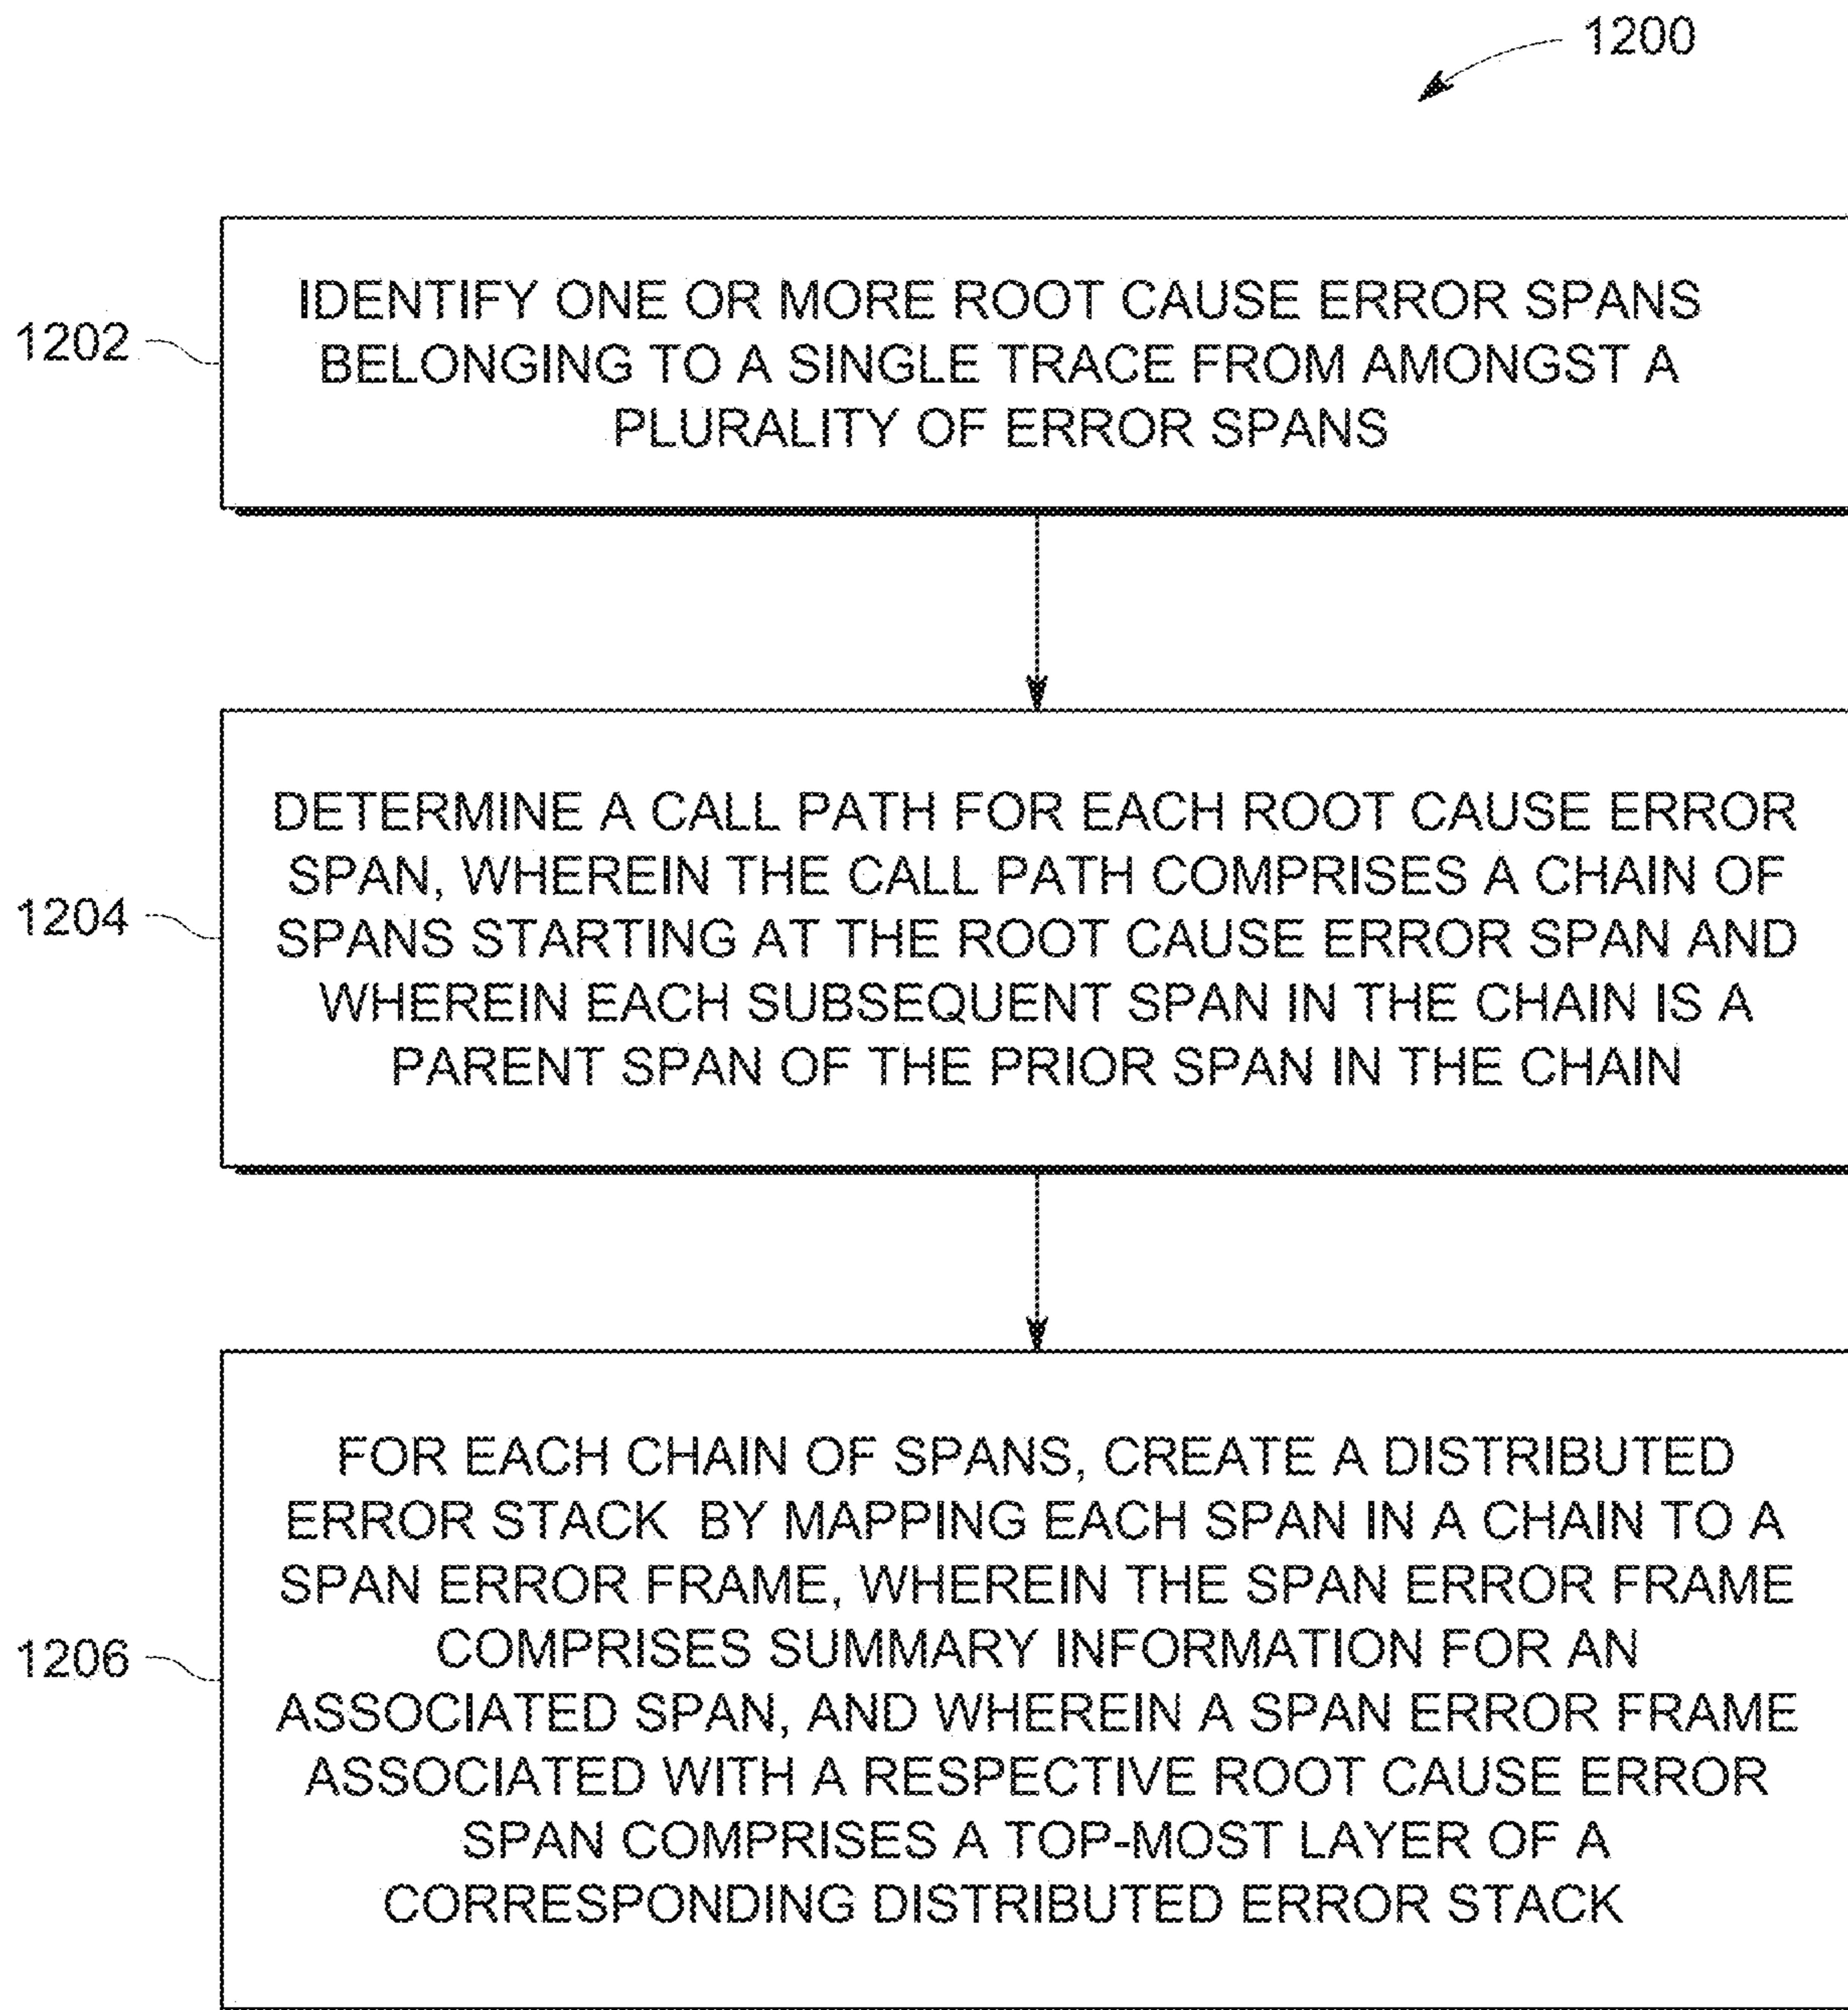 1200
1202
IDENTIFY ONE OR MORE ROOT CAUSE ERROR SPANS
BELONGING TO A SINGLE TRACE FROM AMONGST A
PLURALITY OF ERROR SPANS
1204
DETERMINE A CALL PATH FOR EACH ROOT CAUSE ERROR
SPAN, WHEREIN THE CALL PATH COMPRISES A CHAIN OF
SPANS STARTING AT THE ROOT CAUSE ERROR SPAN AND
WHEREIN EACH SUBSEQUENT SPAN IN THE CHAIN IS A
PARENT SPAN OF THE PRIOR SPAN IN THE CHAIN
1206
FOR EACH CHAIN OF SPANS, CREATE A DISTRIBUTED
ERROR STACK BY MAPPING EACH SPAN IN A CHAIN TO A
SPAN ERROR FRAME, WHEREIN THE SPAN ERROR FRAME
COMPRISES SUMMARY INFORMATION FOR AN
ASSOCIATED SPAN, AND WHEREIN A SPAN ERROR FRAME
ASSOCIATED WITH A RESPECTIVE ROOT CAUSE ERROR
SPAN COMPRISES A TOP-MOST LAYER OF A
CORRESPONDING DISTRIBUTED ERROR STACK